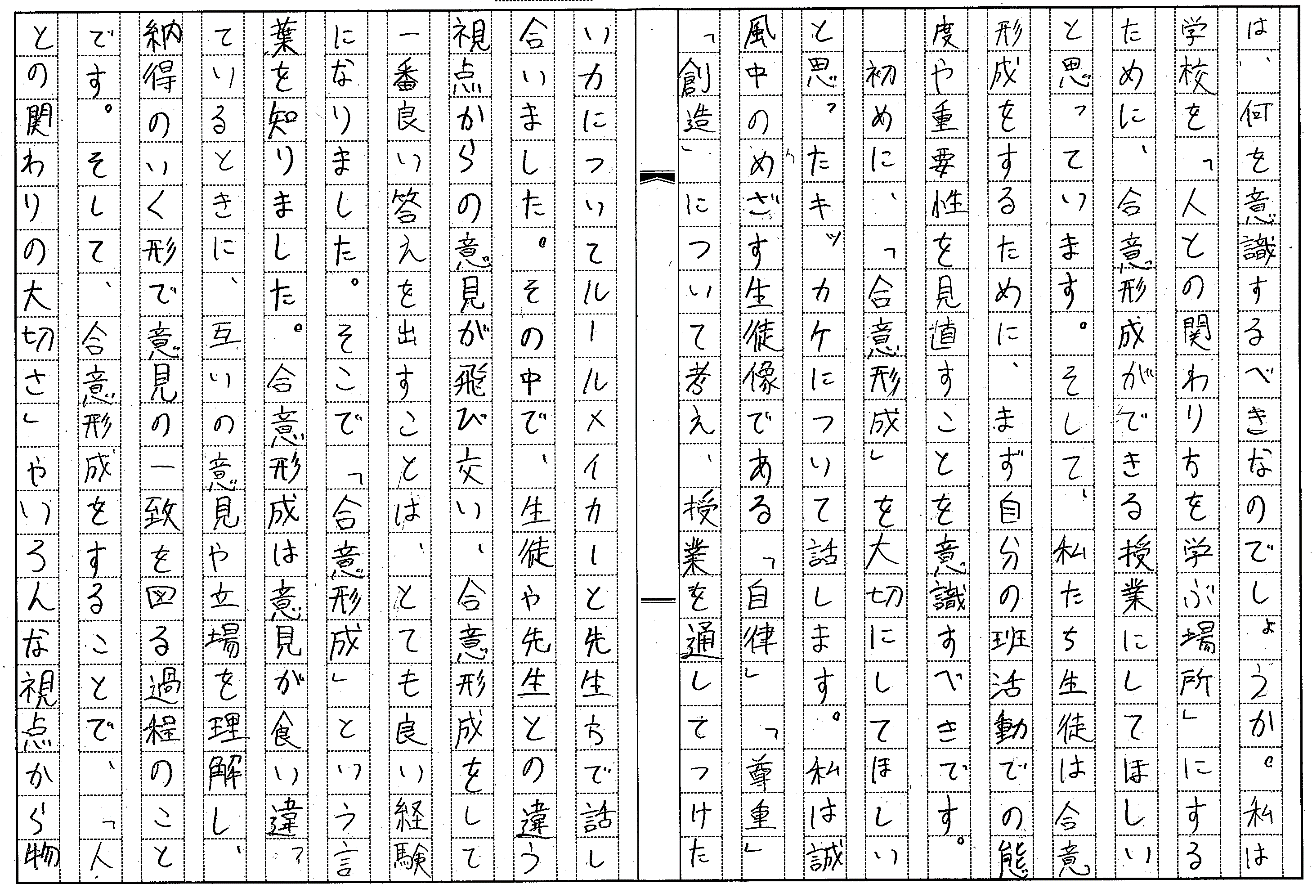 は、何を意識するべきなのでしょうか。私は
学校を「人との関わりちを学ぶ場所」にする
ために、合意形成ができる授業にしてほしい
と思っています。そして、私たち生徒は合意
形成をするために、まず自分の班活動での態
度や重要性を見直すことを意識すべきです。
初めに、「合意形成」を大切にしてほしい
と思ったキッカケについて話します。私は誠
風中のめざす生徒像である「自律」「尊重」
「創造」について考え、授業を通してつけた
い力についてルールメイカーと先生ちで話し
合いました。その中で、生徒や先生との違う
視点からの意見が飛び交い、合意形成をして
一番良い答えを出すことは、とても良い経験
になりました。そこで「合意形成」という言
葉を知りました。合意形成は意見が食い違っ
ているときに、互いの意見や立場を理解し、
納得のいく形で意見の一致を図る過程のこと
です。そして、合意形成をすることで、「人
との関わりの大切さ」やいろんな視点から物